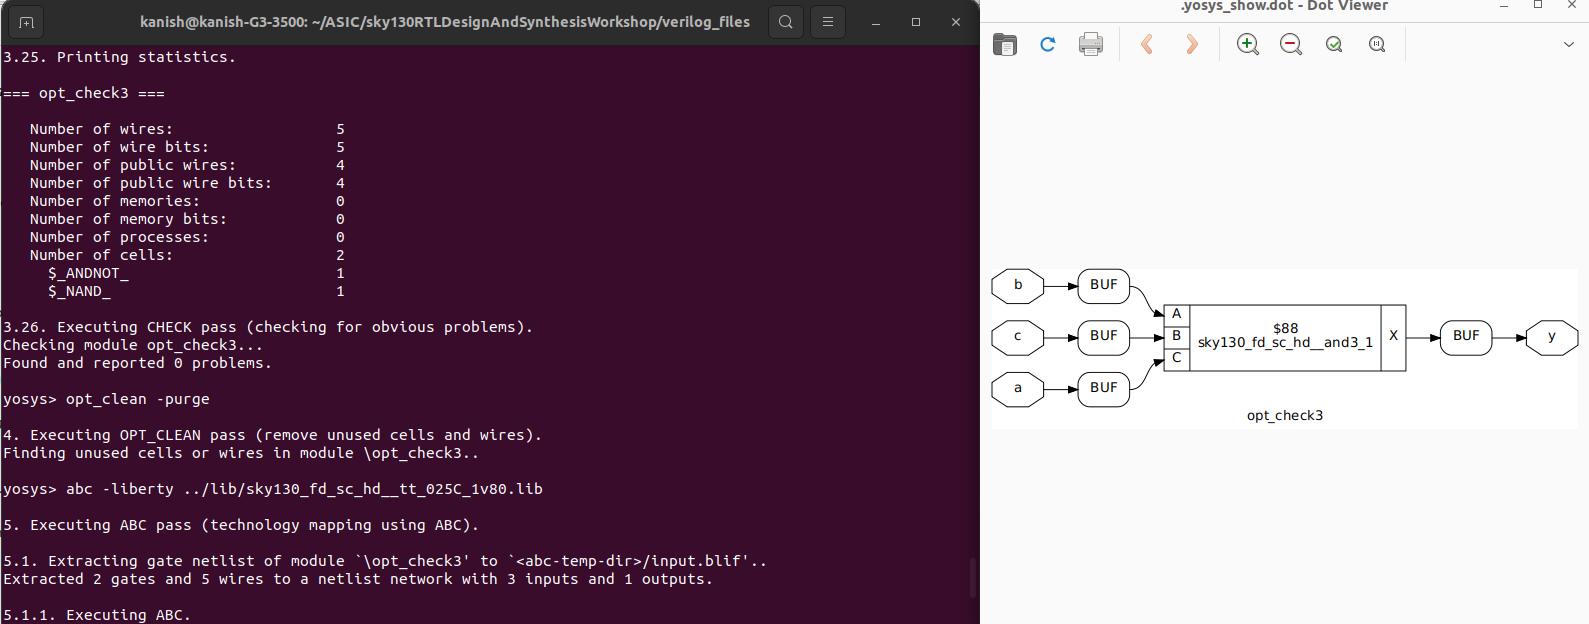 kanish@kanish-G3-3500: ~/ASIC/sky130RTLDesignAndSynthesisWorkshop/verilog_files
3.25. Printing statistics.
=== opt_check3 ===
Number of wires: 5
Number of wire bits: 5
Number of public wires: 4
Number of public wire bits: 4
Number of memories: 0
Number of memory bits: 0
Number of processes: 0
Number of cells: 2
$_ANDNOT_ 1
$_NAND_ 1
3.26. Executing CHECK pass (checking for obvious problems).
Checking module opt_check3...
Found and reported 0 problems.
yosys> opt_clean -purge
4. Executing OPT_CLEAN pass (remove unused cells and wires).
Finding unused cells or wires in module \opt_check3..
yosys> abc -liberty ../lib/sky130_fd_sc_hd__tt_025C_1v80.lib
5. Executing ABC pass (technology mapping using ABC).
5.1. Extracting gate netlist of module `\opt_check3' to `<abc-temp-dir>/input.blif'..
Extracted 2 gates and 5 wires to a netlist network with 3 inputs and 1 outputs.
5.1.1. Executing ABC.
.yosys_show.dot - Dot Viewer
b BUF
c BUF
a BUF
A
B
C
$88
sky130_fd_sc_hd__and3_1
X
BUF
y
opt_check3